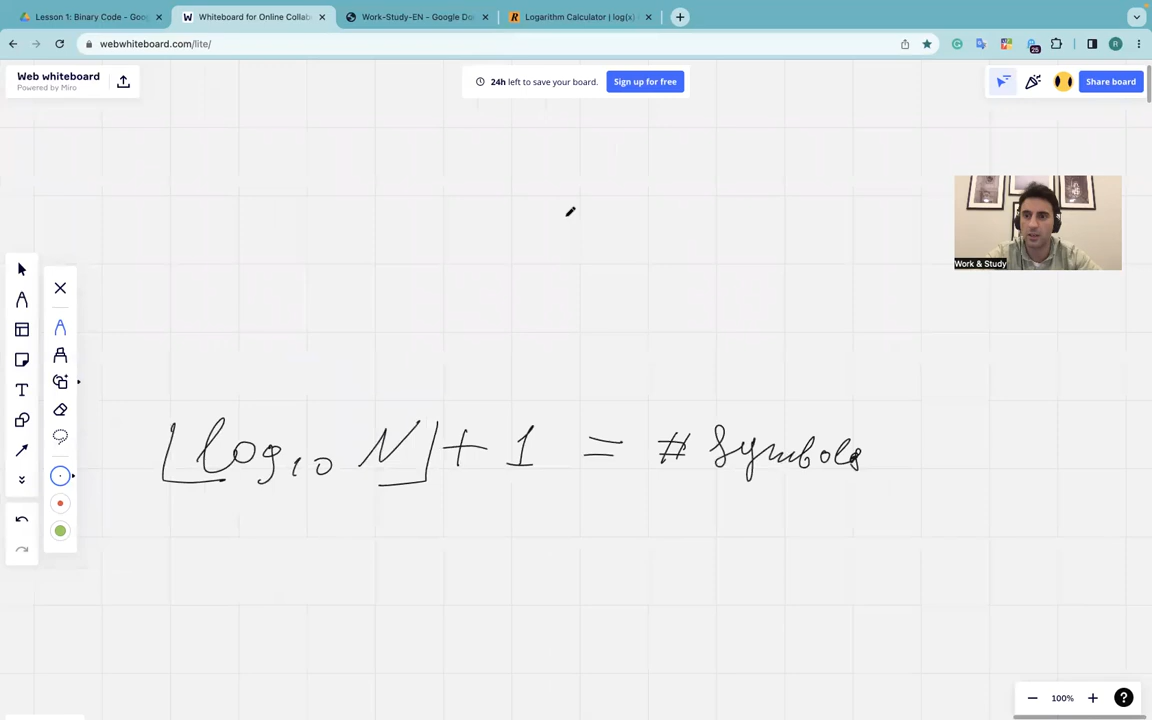 Lesson 1: Binary Code - Goo
Whiteboard for Online Collab
Work-Study-EN - Google Do
Logarithm Calculator | log(x)
webwhiteboard.com/lite/
25
R
Web whiteboard
Powered by Miro
24h left to save your board.
Sign up for free
Share board
Work & Study
T
⌊log₁₀ N⌋ + 1 = # Symbols
100%
?